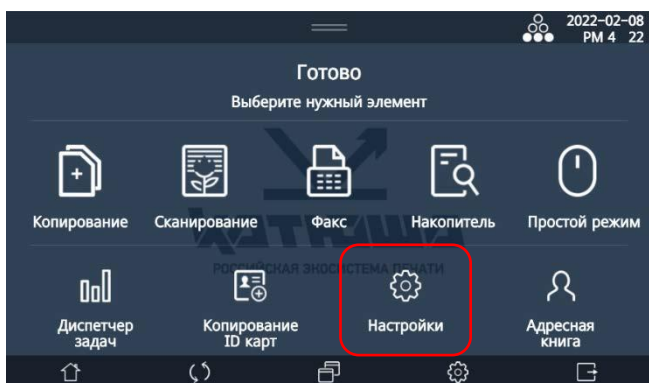 2022-02-08
PM 4 22
Готово
Выберите нужный элемент
Копирование Сканирование Факс Накопитель Простой режим
КАТЮША
РОССИЙСКАЯ ЭКОСИСТЕМА ПЕЧАТИ
Диспетчер задач
Копирование ID карт
Настройки
Адресная книга